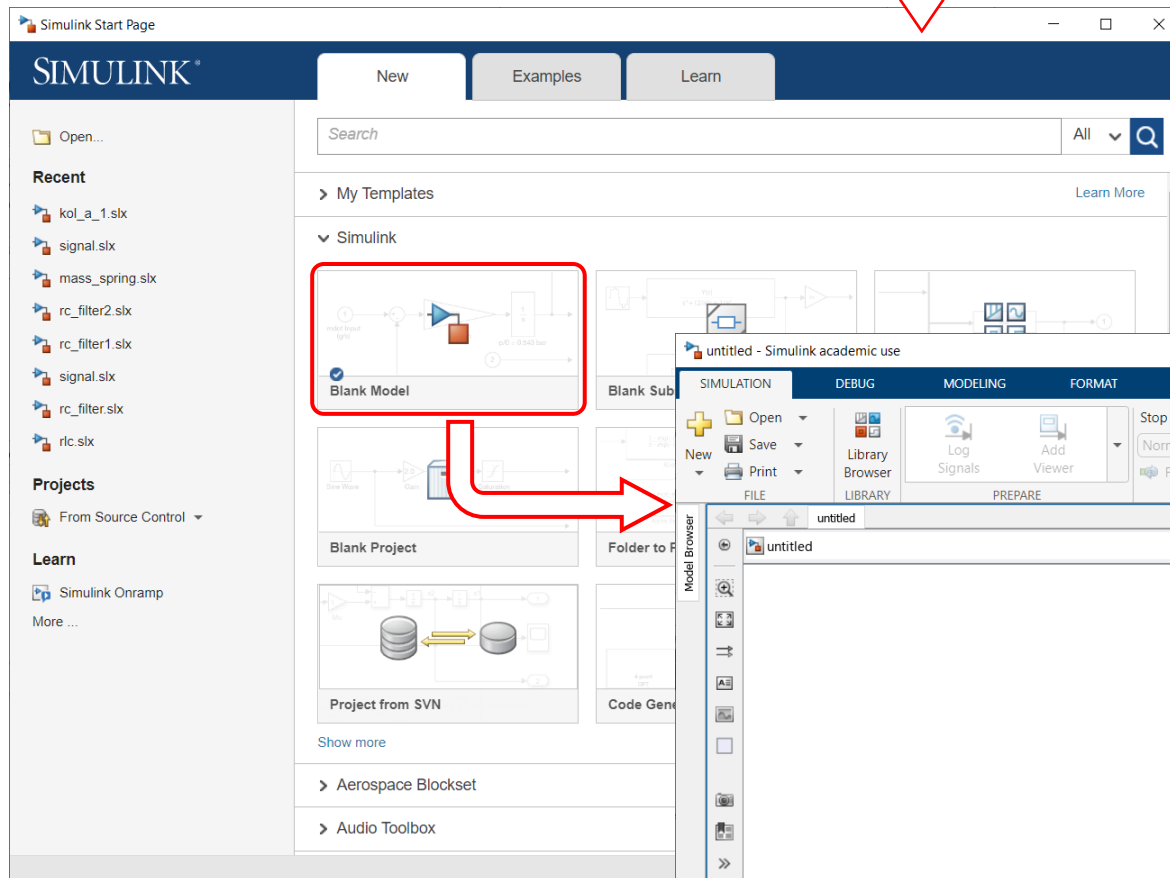 Simulink Start Page
SIMULINK®
New
Examples
Learn
Open...
Recent
kol_a_1.slx
signal.slx
mass_spring.slx
rc_filter2.slx
rc_filter1.slx
signal.slx
rc_filter.slx
rlc.slx
Projects
From Source Control
Learn
Simulink Onramp
More ...
Search
All
My Templates
Learn More
Simulink
Blank Model
Blank Sub
Blank Project
Folder to P
Project from SVN
Code Gene
Show more
Aerospace Blockset
Audio Toolbox
untitled - Simulink academic use
SIMULATION
DEBUG
MODELING
FORMAT
New
Open
Save
Print
FILE
Library
Browser
LIBRARY
Log
Signals
Add
Viewer
PREPARE
Stop
Norr
Model Browser
untitled
untitled